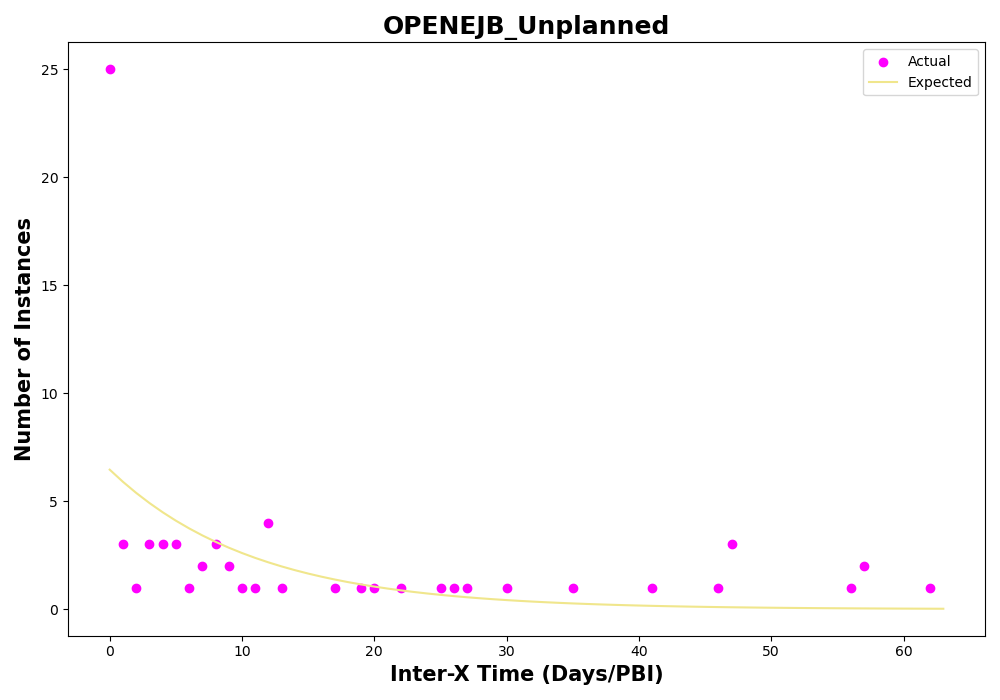 OPENEJB_Unplanned
Number of Instances
25
20
15
10
5
0
Actual
Expected
0 10 20 30 40 50 60
Inter-X Time (Days/PBI)